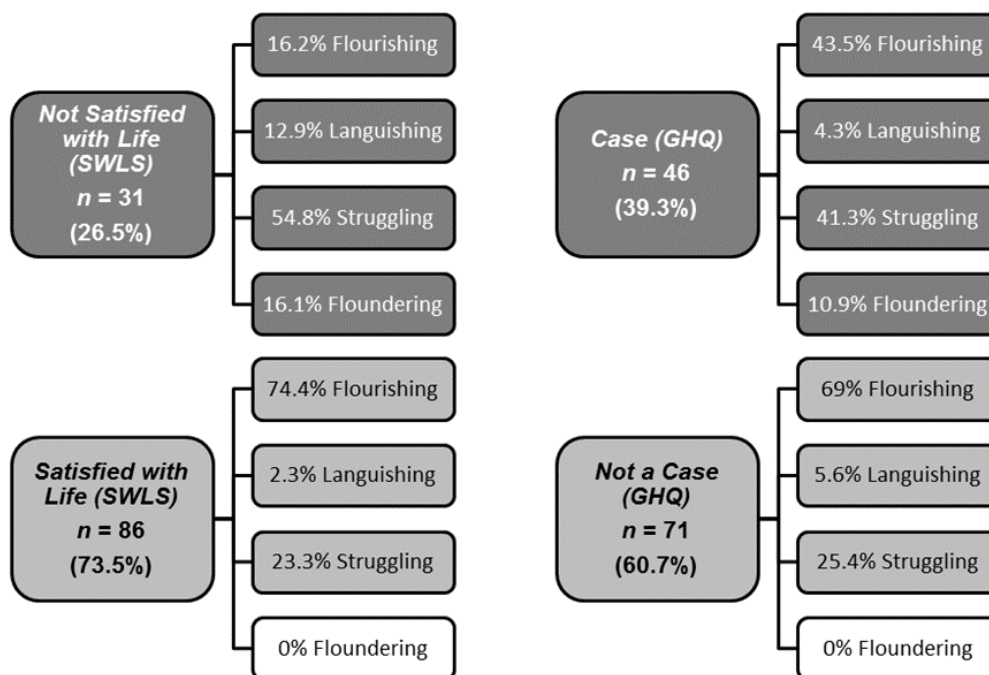 Not Satisfied
with Life
(SWLS)
n = 31
(26.5%)
16.2% Flourishing
12.9% Languishing
54.8% Struggling
16.1% Floundering
Case (GHQ)
n = 46
(39.3%)
43.5% Flourishing
4.3% Languishing
41.3% Struggling
10.9% Floundering
Satisfied with
Life (SWLS)
n = 86
(73.5%)
74.4% Flourishing
2.3% Languishing
23.3% Struggling
0% Floundering
Not a Case
(GHQ)
n = 71
(60.7%)
69% Flourishing
5.6% Languishing
25.4% Struggling
0% Floundering